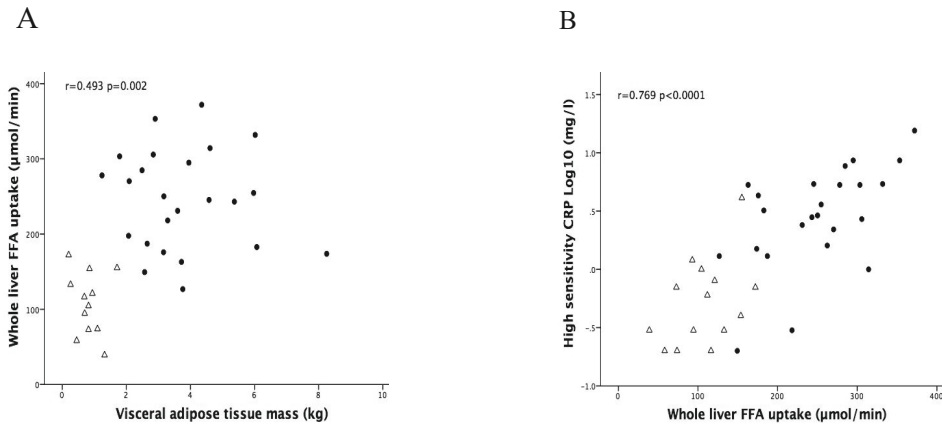 A
r=0.493 p=0.002
Whole liver FFA uptake (μmol/min)
400
300
200
100
0
0 2 4 6 8 10
Visceral adipose tissue mass (kg)
B
r=0.769 p<0.0001
High sensitivity CRP Log10 (mg/l)
1.5
1.0
.5
.0
-.5
-1.0
0 100 200 300 400
Whole liver FFA uptake (μmol/min)